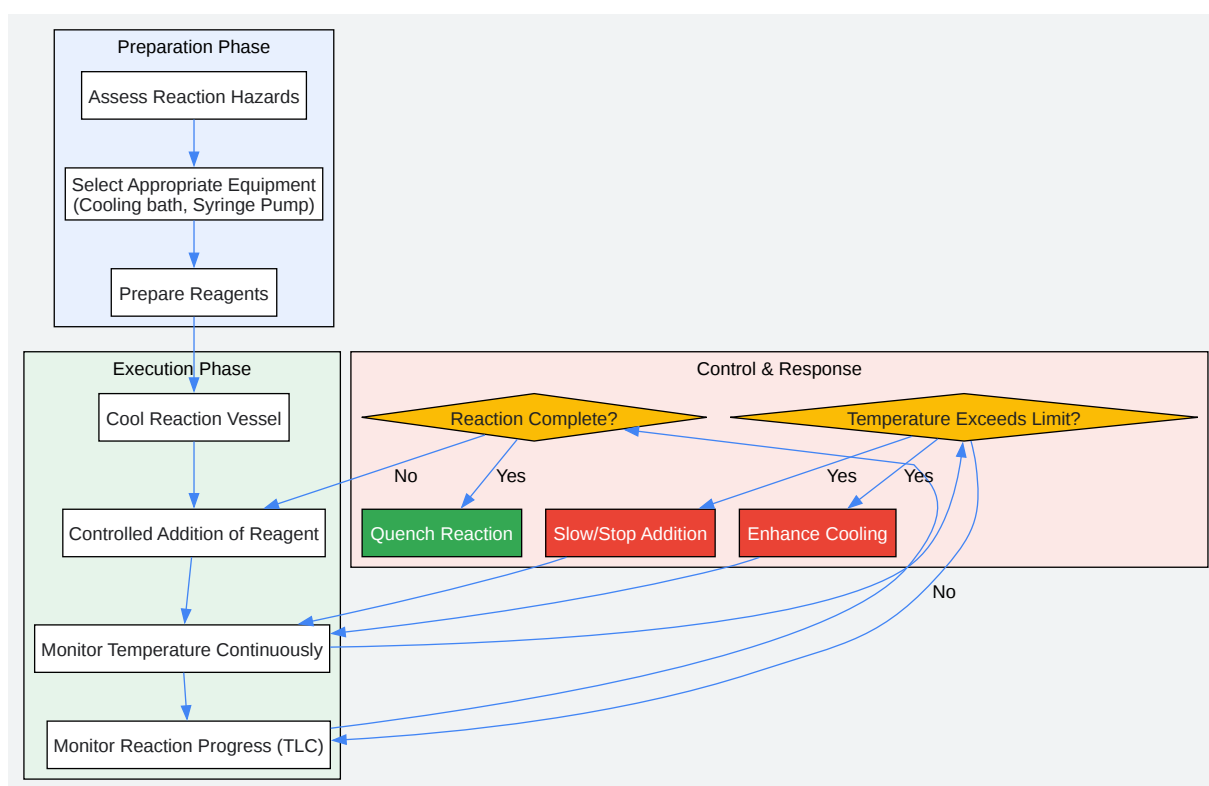 Preparation Phase
Assess Reaction Hazards
Select Appropriate Equipment
(Cooling bath, Syringe Pump)
Prepare Reagents
Execution Phase
Cool Reaction Vessel
Controlled Addition of Reagent
Monitor Temperature Continuously
Monitor Reaction Progress (TLC)
Control & Response
Reaction Complete?
Temperature Exceeds Limit?
No
Yes
Yes
Yes
Quench Reaction
Slow/Stop Addition
Enhance Cooling
No